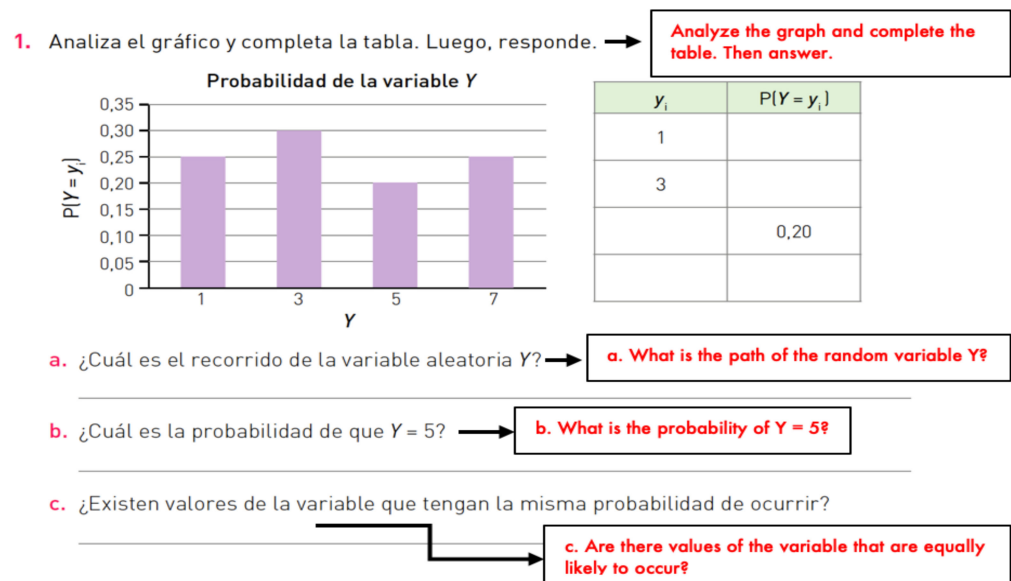 1. Analiza el gráfico y completa la tabla. Luego, responde.
Analyze the graph and complete the
table. Then answer.
Probabilidad de la variable Y
P(Y = yi)
0,35
0,30
0,25
0,20
0,15
0,10
0,05
0
1 3 5 7
Y
yi P(Y = yi)
1
3
0,20
a. ¿Cuál es el recorrido de la variable aleatoria Y?
a. What is the path of the random variable Y?
b. ¿Cuál es la probabilidad de que Y = 5?
b. What is the probability of Y = 5?
c. ¿Existen valores de la variable que tengan la misma probabilidad de ocurrir?
c. Are there values of the variable that are equally
likely to occur?